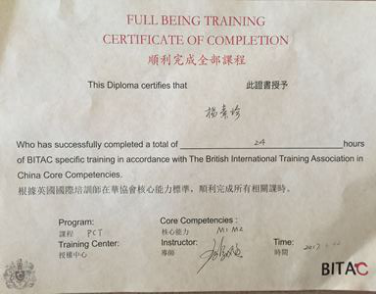 FULL BEING TRAINING
CERTIFICATE OF COMPLETION
順利完成全部課程
This Diploma certifies that 此證書授予
Who has successfully completed a total of 24 hours
of BITAC specific training in accordance with The British International Training Association in
China Core Competencies.
根據英國國際培訓師在華協會核心能力標準，順利完成所有相關課時。
Program: Core Competencies :
課程 PCT 核心能力
Training Center: Instructor: Time:
授權中心 導師 時間
BITAC